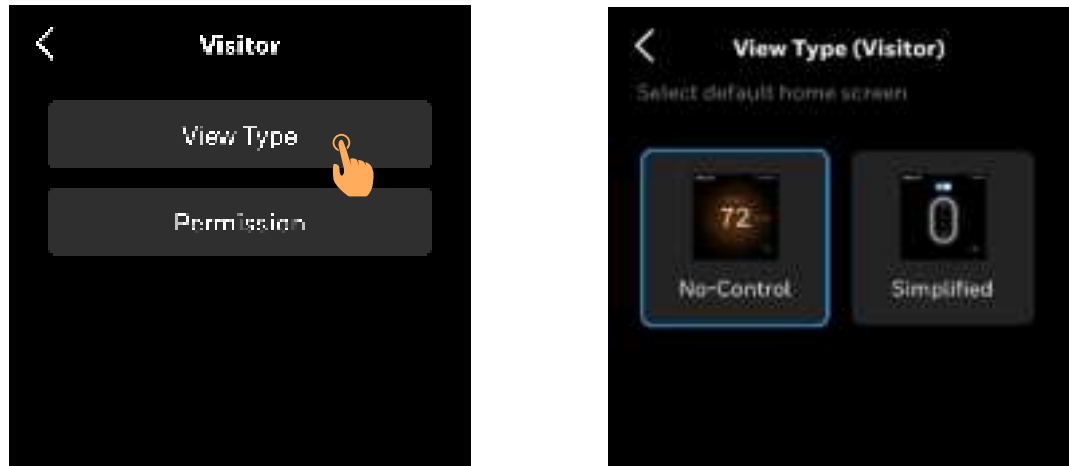 Visitor
View Type
Permission
View Type (Visitor)
Select default home screen
72
No-Control
Simplified